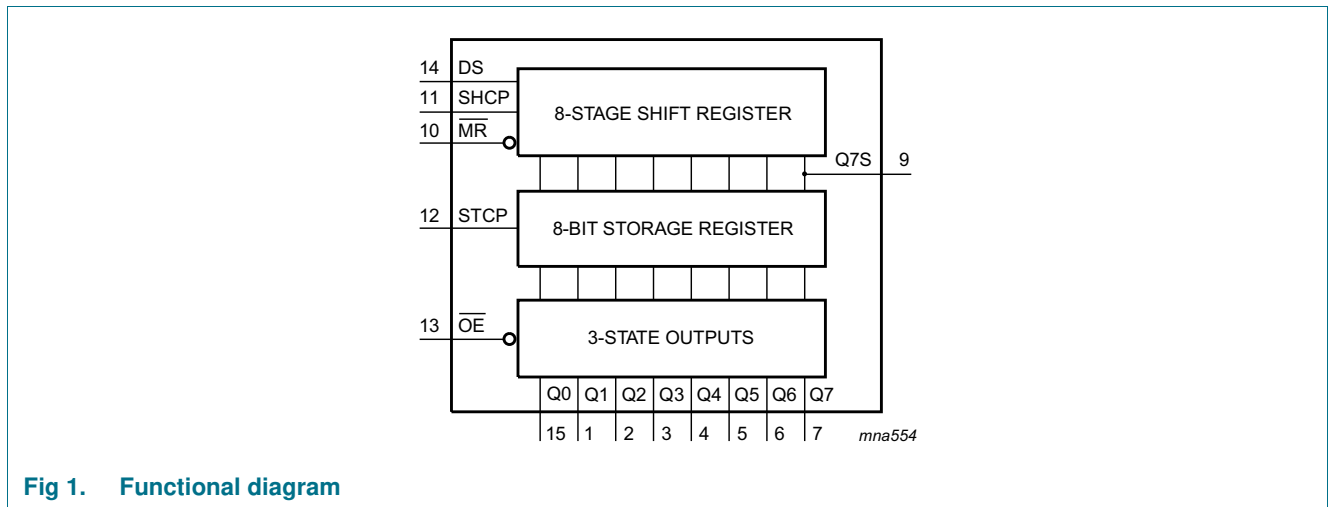 14 DS
11 SHCP
8-STAGE SHIFT REGISTER
10 M̅R̅
Q7S 9
12 STCP
8-BIT STORAGE REGISTER
13 O̅E̅
3-STATE OUTPUTS
Q0 Q1 Q2 Q3 Q4 Q5 Q6 Q7
15 1 2 3 4 5 6 7 mna554
Fig 1. Functional diagram